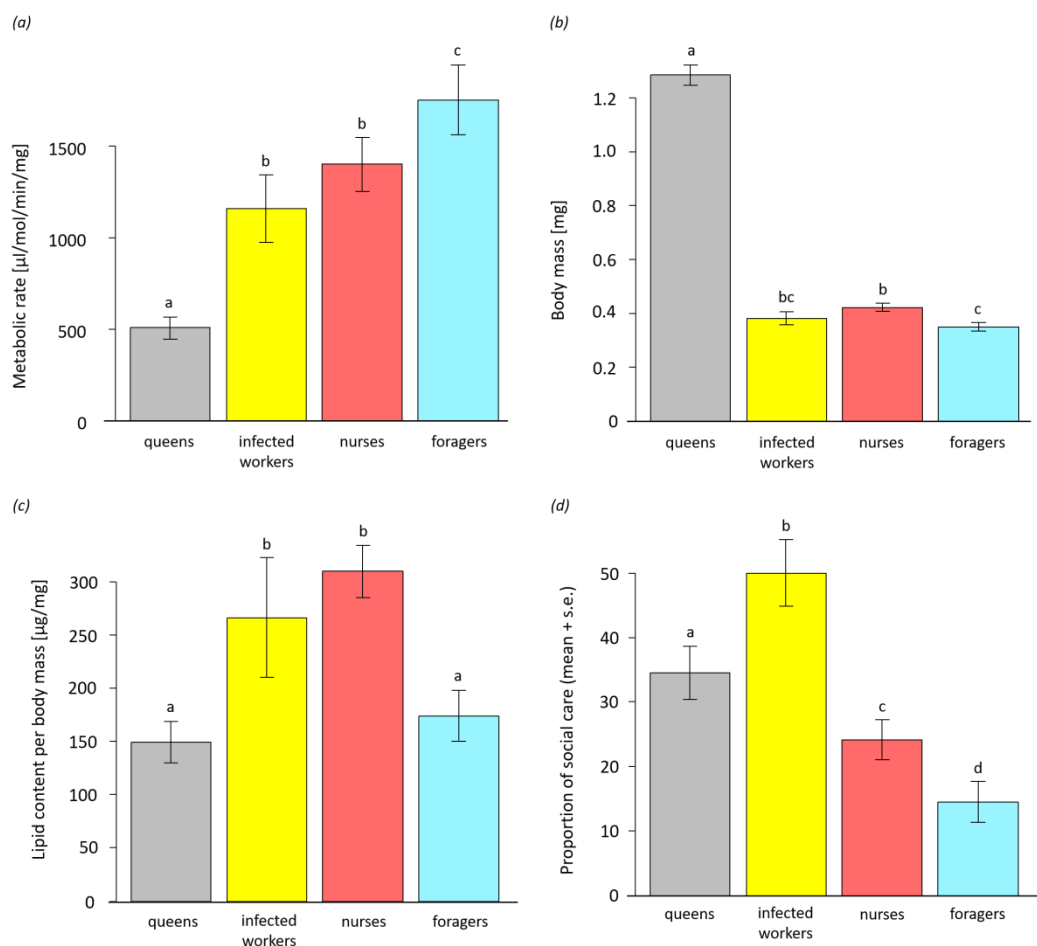 (a)
c
b
b
a
Metabolic rate [µl/mol/min/mg]
1500
1000
500
0
queens
infected
workers
nurses
foragers
(b)
a
bc
b
c
Body mass [mg]
1.2
1.0
0.8
0.6
0.4
0.2
0
queens
infected
workers
nurses
foragers
(c)
b
b
a
a
Lipid content per body mass [µg/mg]
300
250
200
150
100
50
0
queens
infected
workers
nurses
foragers
(d)
b
a
c
d
Proportion of social care (mean + s.e.)
50
40
30
20
10
0
queens
infected
workers
nurses
foragers